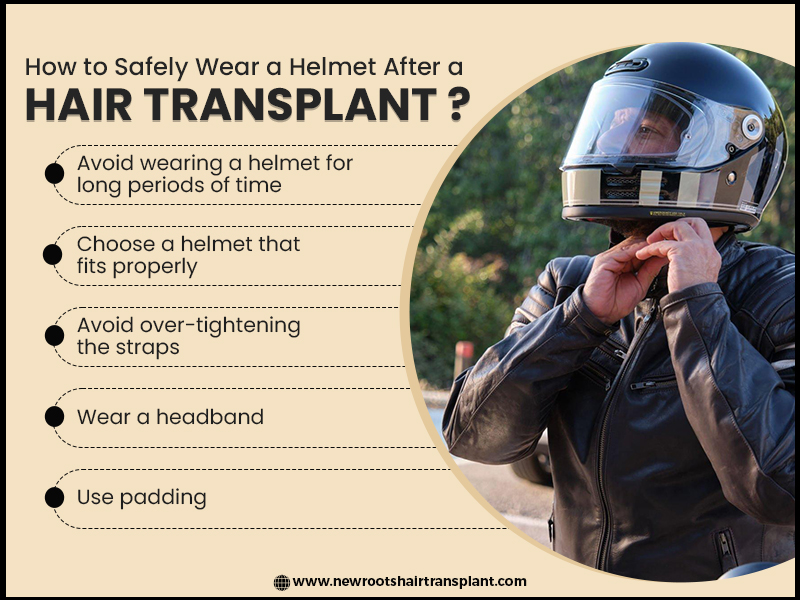 How to Safely Wear a Helmet After a
HAIR TRANSPLANT ?
Avoid wearing a helmet for
long periods of time
Choose a helmet that
fits properly
Avoid over-tightening
the straps
Wear a headband
Use padding
www.newrootshairtransplant.com